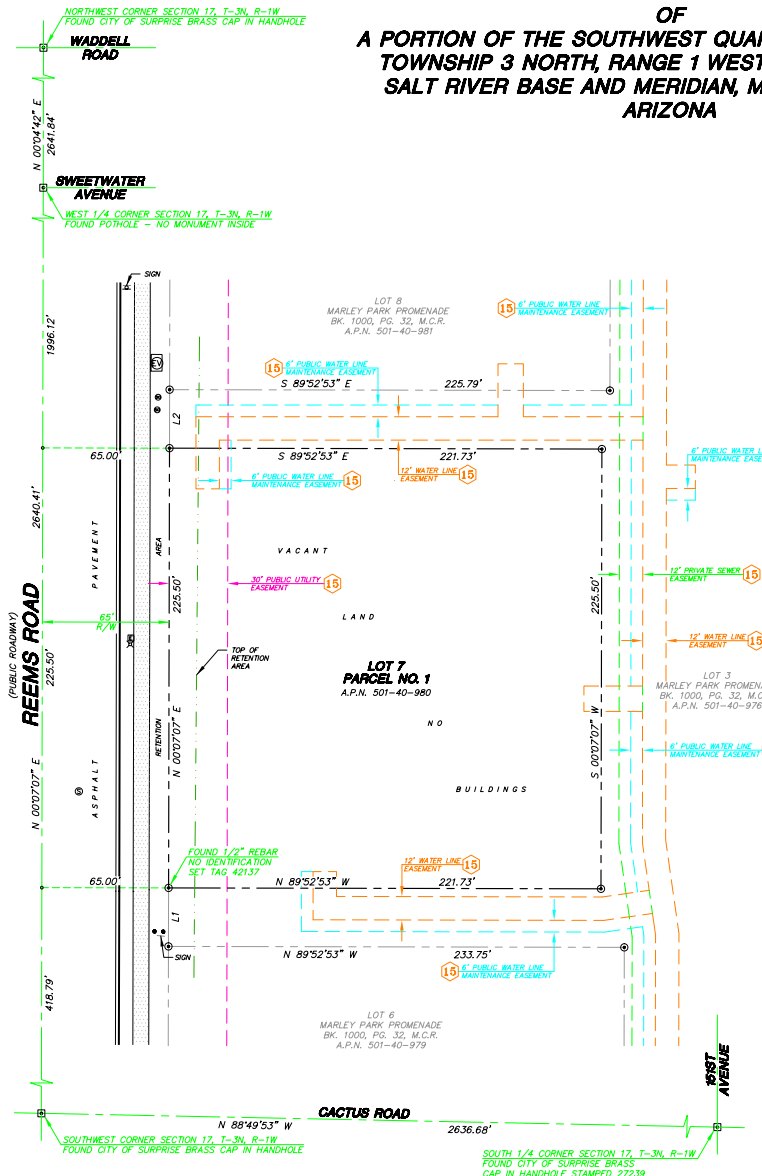 NORTHWEST CORNER SECTION 17, T-3N, R-1W
FOUND CITY OF SURPRISE BRASS CAP IN HANDHOLE
WADDELL
ROAD
OF
A PORTION OF THE SOUTHWEST
TOWNSHIP 3 NORTH, RANGE 1 WEST
SALT RIVER BASE AND MERIDIAN,
ARIZONA
N 00°04'42" E
2641.84'
SWEETWATER
AVENUE
WEST 1/4 CORNER SECTION 17, T-3N, R-1W
FOUND POTHOLE - NO MONUMENT INSIDE
SIGN
1996.12'
LOT 8
MARLEY PARK PROMENADE
BK. 1000, PG. 32, M.C.R.
A.P.N. 501-40-981
15
6' PUBLIC WATER LINE
MAINTENANCE EASEMENT
EV
15
6' PUBLIC WATER LINE
MAINTENANCE EASEMENT
S 89°52'53" E
225.79'
L2
65.00'
S 89°52'53" E
221.73'
6' PUBLIC WATER LINE
MAINTENANCE EASEMENT
15
12' WATER LINE
EASEMENT
15
6' PUBLIC WATER
MAINTENANCE
2640.41'
PAVEMENT
AREA
VACANT
30' PUBLIC UTILITY
EASEMENT
15
12' PRIVATE SEWER
EASEMENT
15
225.50'
225.50'
LAND
65'
R/W
REEMS ROAD
(PUBLIC ROADWAY)
225.50'
TOP OF
RETENTION
AREA
12' WATER LINE
EASEMENT
15
LOT 7
PARCEL NO. 1
A.P.N. 501-40-980
LOT 3
MARLEY PARK
BK. 1000, PG. 32,
A.P.N. 501-40-976
NO
RETENTION
N 00°07'07" E
S 00°07'07" W
6' PUBLIC WATER LINE
MAINTENANCE EASEMENT
BUILDINGS
S
ASPHALT
N 00°07'07" E
FOUND 1/2" REBAR
NO IDENTIFICATION
SET TAG 42137
65.00'
12' WATER LINE
EASEMENT
15
N 89°52'53" W
221.73'
L1
SIGN
N 89°52'53" W
233.75'
15
6' PUBLIC WATER LINE
MAINTENANCE EASEMENT
418.79'
LOT 6
MARLEY PARK PROMENADE
BK. 1000, PG. 32, M.C.R.
A.P.N. 501-40-979
161ST
AVENUE
CACTUS ROAD
N 88°49'53" W
2636.68'
SOUTHWEST CORNER SECTION 17, T-3N, R-1W
FOUND CITY OF SURPRISE BRASS CAP IN HANDHOLE
SOUTH 1/4 CORNER SECTION 17, T-3N, R-1W
FOUND CITY OF SURPRISE BRASS
CAP IN HANDHOLE STAMPED 27239